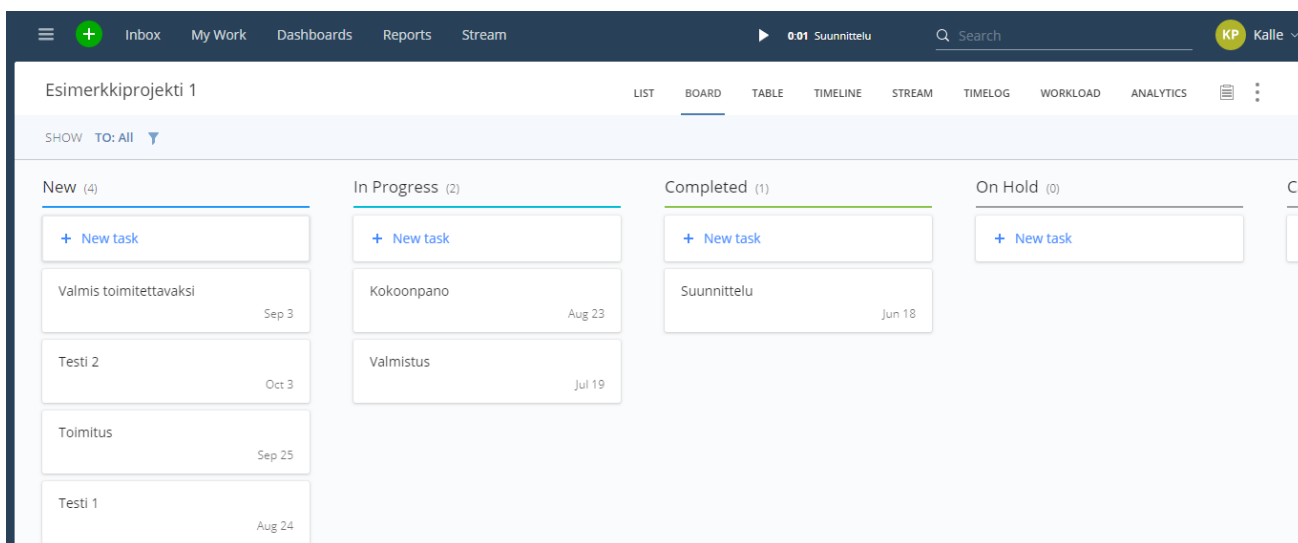 + Inbox My Work Dashboards Reports Stream 0:01 Suunnittelu Search KP Kalle
Esimerkkiprojekti 1 LIST BOARD TABLE TIMELINE STREAM TIMELOG WORKLOAD ANALYTICS
SHOW TO: All
New (4)
+ New task
Valmis toimitettavaksi
Sep 3
Testi 2
Oct 3
Toimitus
Sep 25
Testi 1
Aug 24
In Progress (2)
+ New task
Kokoonpano
Aug 23
Valmistus
Jul 19
Completed (1)
+ New task
Suunnittelu
Jun 18
On Hold (0)
+ New task